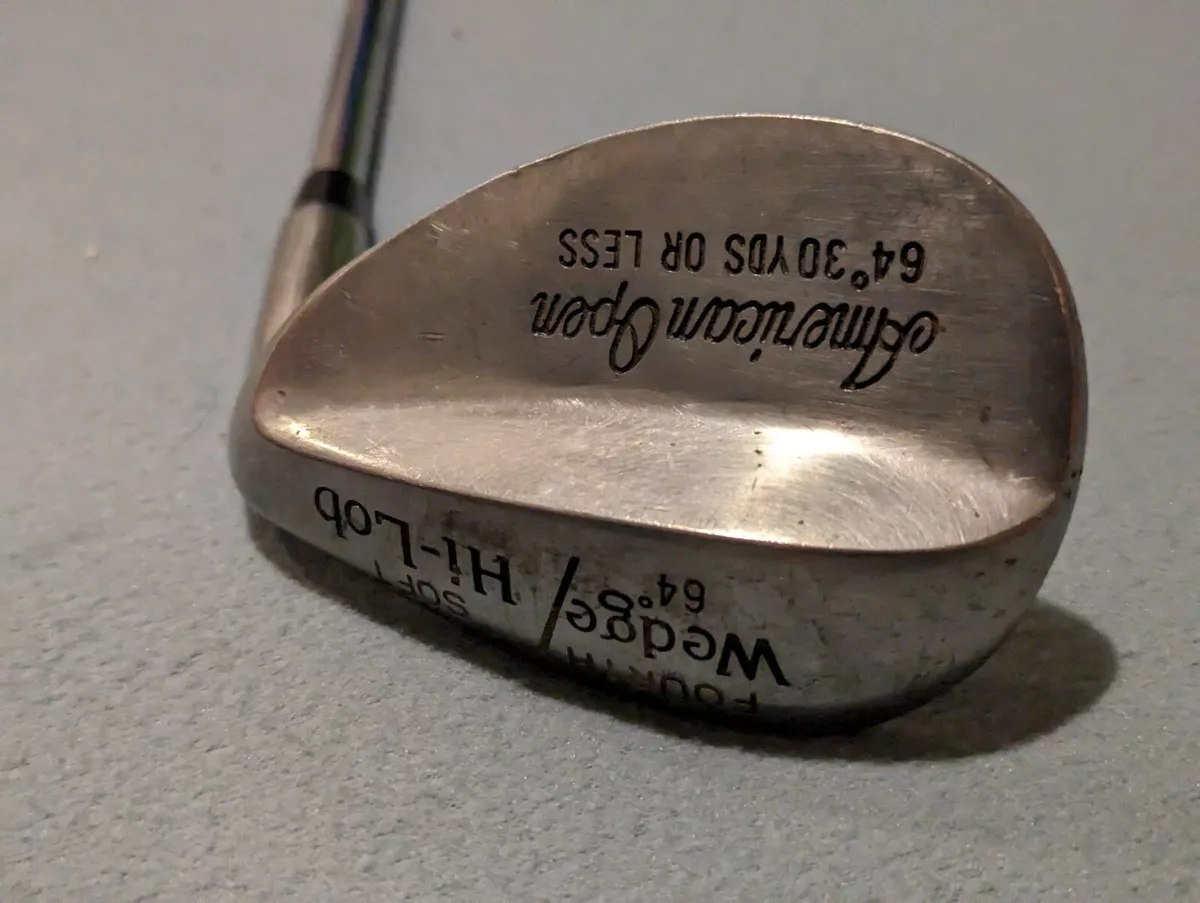 American Open
64° 30 YDS OR LESS
FOURTH
Wedge/
64°
SOFT
Hi-Lob